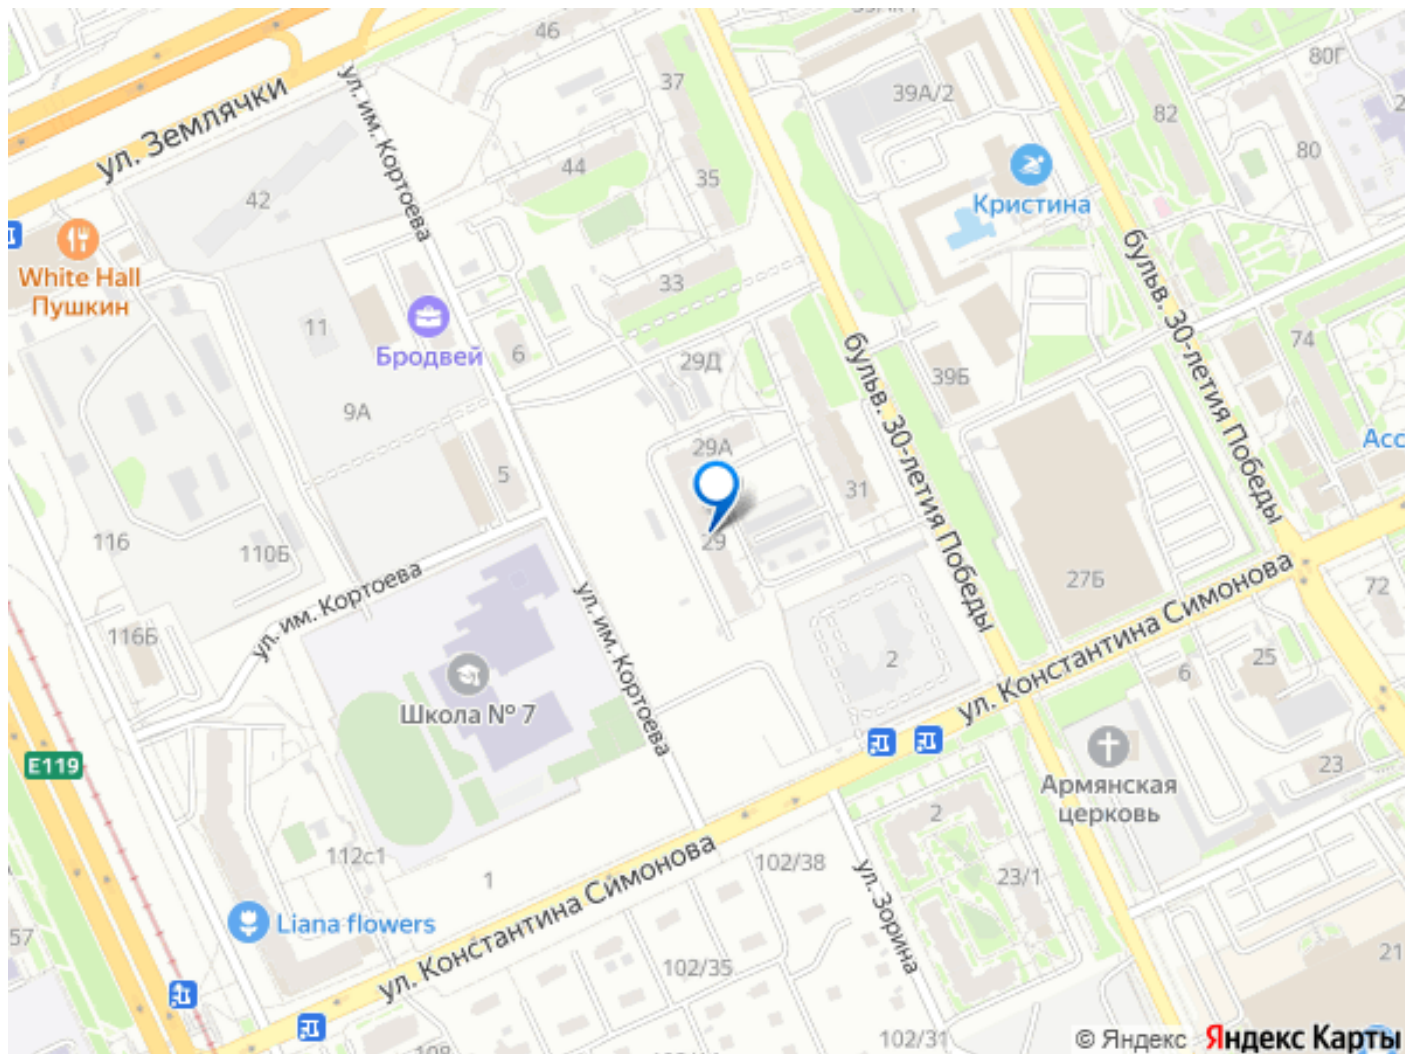 46
37
39А/2
80Г
82
80
ул. Землячки
ул. им. Кортоева
44
35
42
Кристина
White Hall
Пушкин
33
бульв. 30-летия Победы
11
Бродвей
6
29Д
бульв. 30-летия Победы
39Б
74
9А
29А
5
31
29
116
110Б
27Б
72
ул. им. Кортоева
ул. им. Кортоева
ул. Константина Симонова
116Б
2
25
6
Школа № 7
E119
23
Армянская
церковь
2
112с1
1
102/38
23/1
ул. Константина Симонова
ул. Зорина
Liana flowers
57
102/35
21
102/31
108
© Яндекс Яндекс Карты